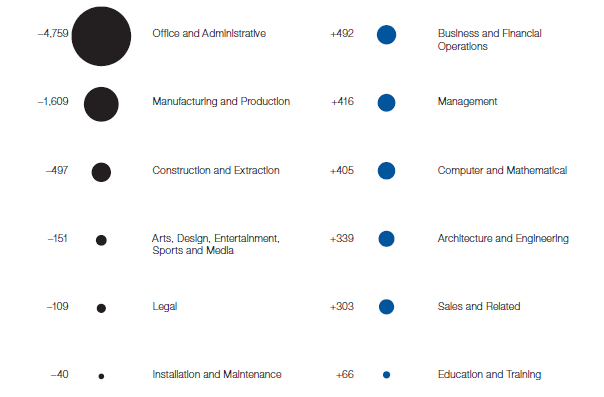 –4,759 Office and Administrative +492 Business and Financial
Operations
–1,609 Manufacturing and Production +416 Management
–497 Construction and Extraction +405 Computer and Mathematical
–151 Arts, Design, Entertainment, +339 Architecture and Engineering
Sports and Media
–109 Legal +303 Sales and Related
–40 Installation and Maintenance +66 Education and Training